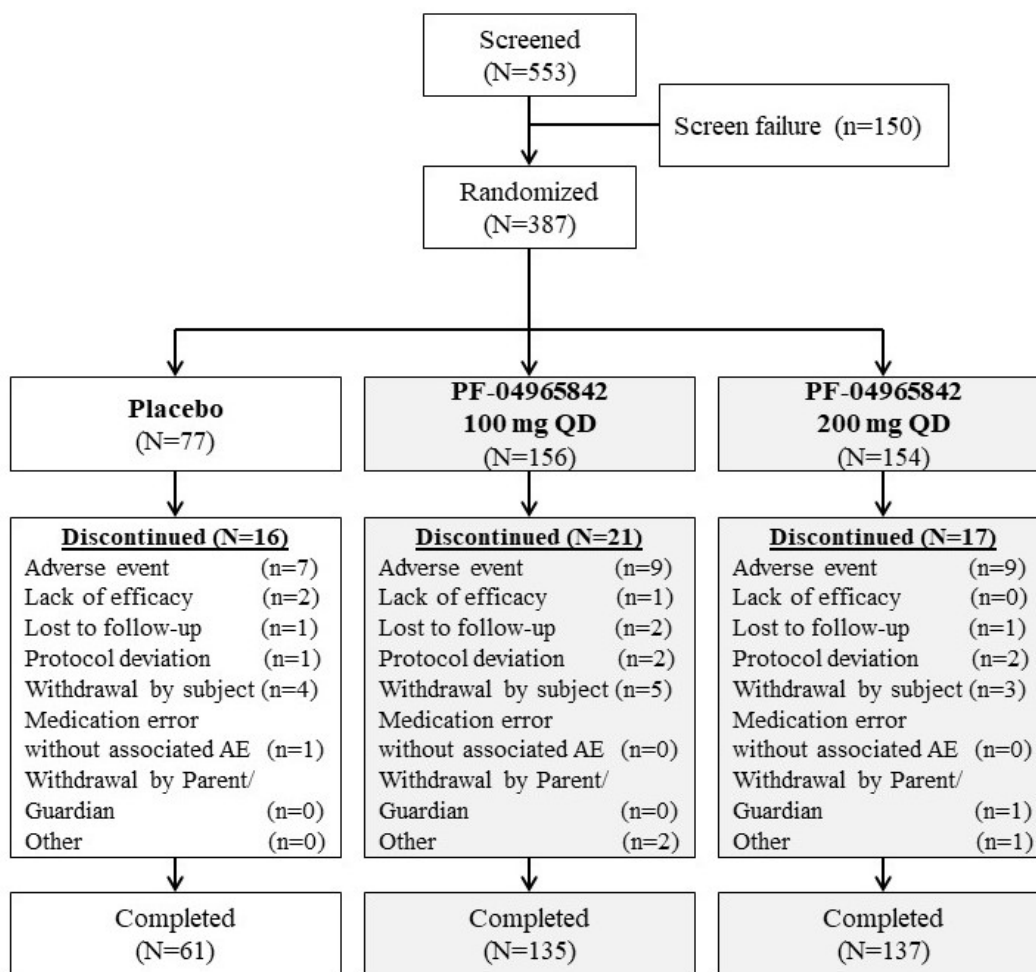 Screened
(N=553)
Screen failure (n=150)
Randomized
(N=387)
Placebo
(N=77)
PF-04965842
100 mg QD
(N=156)
PF-04965842
200 mg QD
(N=154)
Discontinued (N=16)
Adverse event (n=7)
Lack of efficacy (n=2)
Lost to follow-up (n=1)
Protocol deviation (n=1)
Withdrawal by subject (n=4)
Medication error
without associated AE (n=1)
Withdrawal by Parent/
Guardian (n=0)
Other (n=0)
Discontinued (N=21)
Adverse event (n=9)
Lack of efficacy (n=1)
Lost to follow-up (n=2)
Protocol deviation (n=2)
Withdrawal by subject (n=5)
Medication error
without associated AE (n=0)
Withdrawal by Parent/
Guardian (n=0)
Other (n=2)
Discontinued (N=17)
Adverse event (n=9)
Lack of efficacy (n=0)
Lost to follow-up (n=1)
Protocol deviation (n=2)
Withdrawal by subject (n=3)
Medication error
without associated AE (n=0)
Withdrawal by Parent/
Guardian (n=1)
Other (n=1)
Completed
(N=61)
Completed
(N=135)
Completed
(N=137)